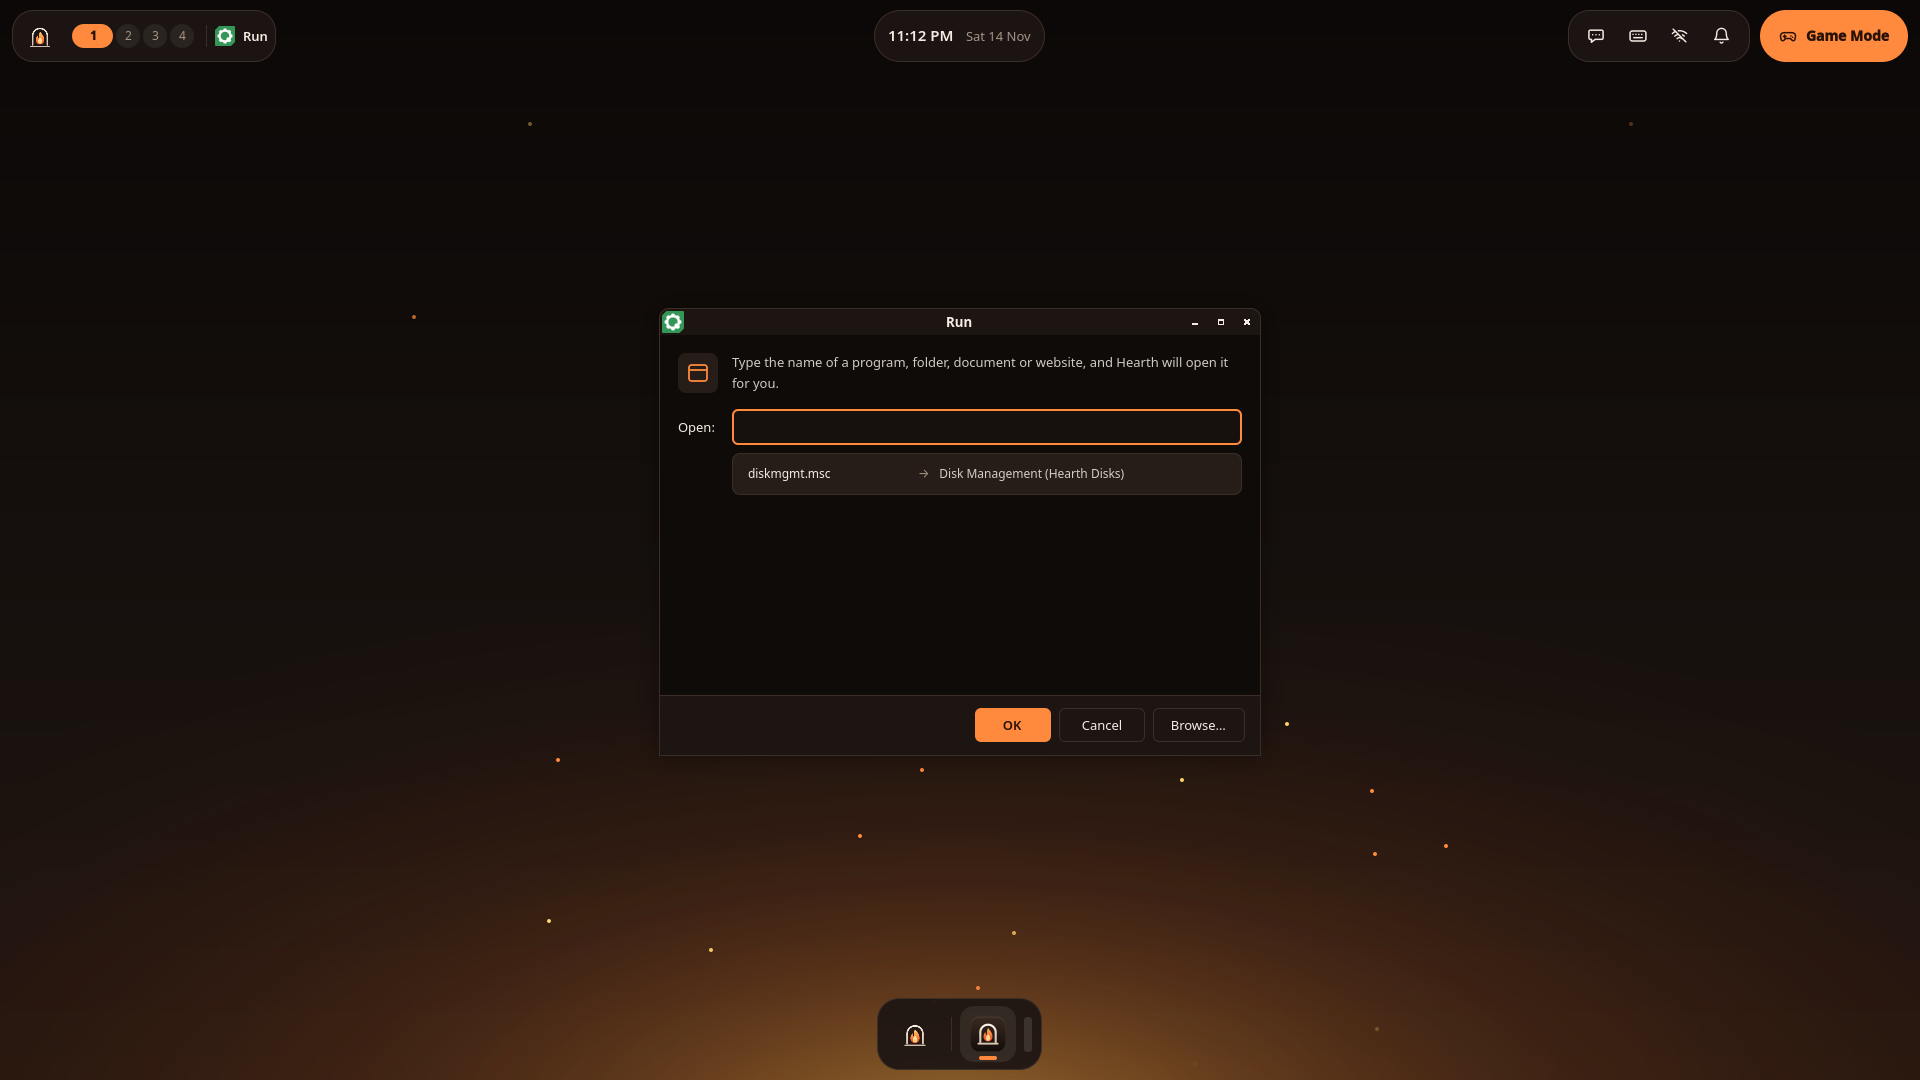 1 2 3 4 Run
11:12 PM Sat 14 Nov
Game Mode
Run
Type the name of a program, folder, document or website, and Hearth will open it
for you.
Open:
diskmgmt.msc → Disk Management (Hearth Disks)
OK Cancel Browse...